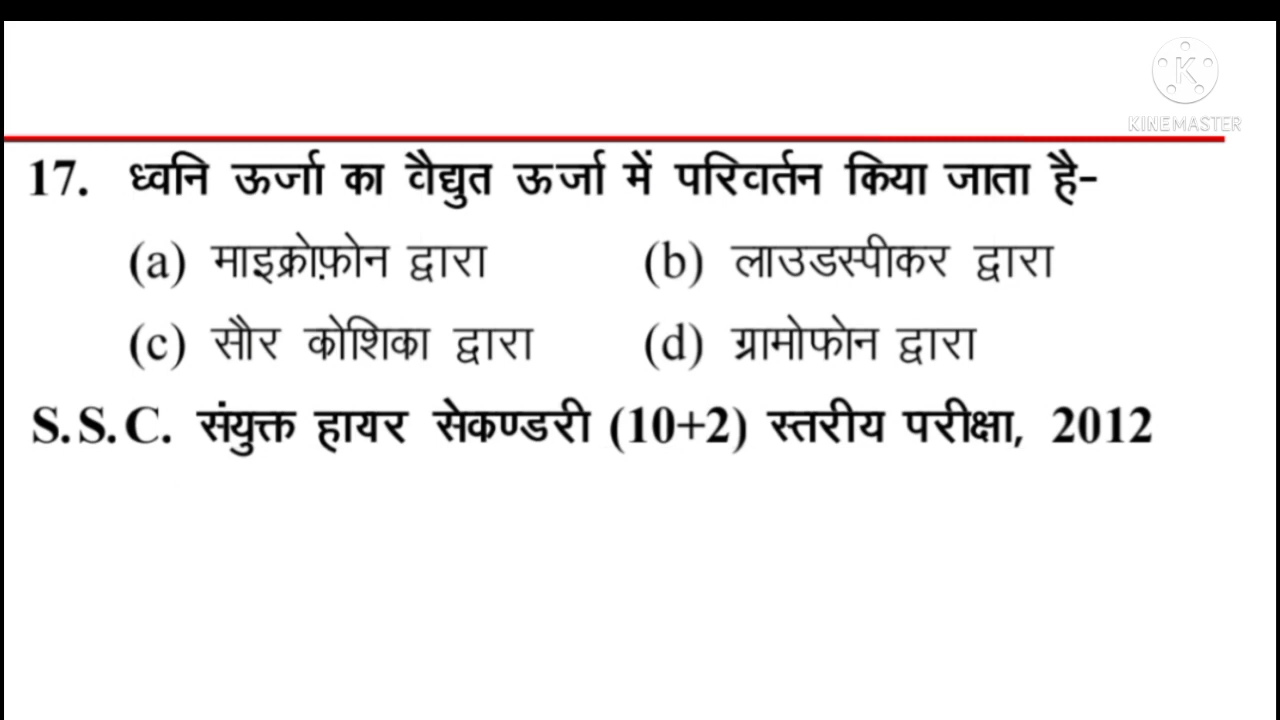 KINEMASTER
17. ध्वनि ऊर्जा का वैद्युत ऊर्जा में परिवर्तन किया जाता है-
(a) माइक्रोफ़ोन द्वारा (b) लाउडस्पीकर द्वारा
(c) सौर कोशिका द्वारा (d) ग्रामोफोन द्वारा
S.S.C. संयुक्त हायर सेकण्डरी (10+2) स्तरीय परीक्षा, 2012